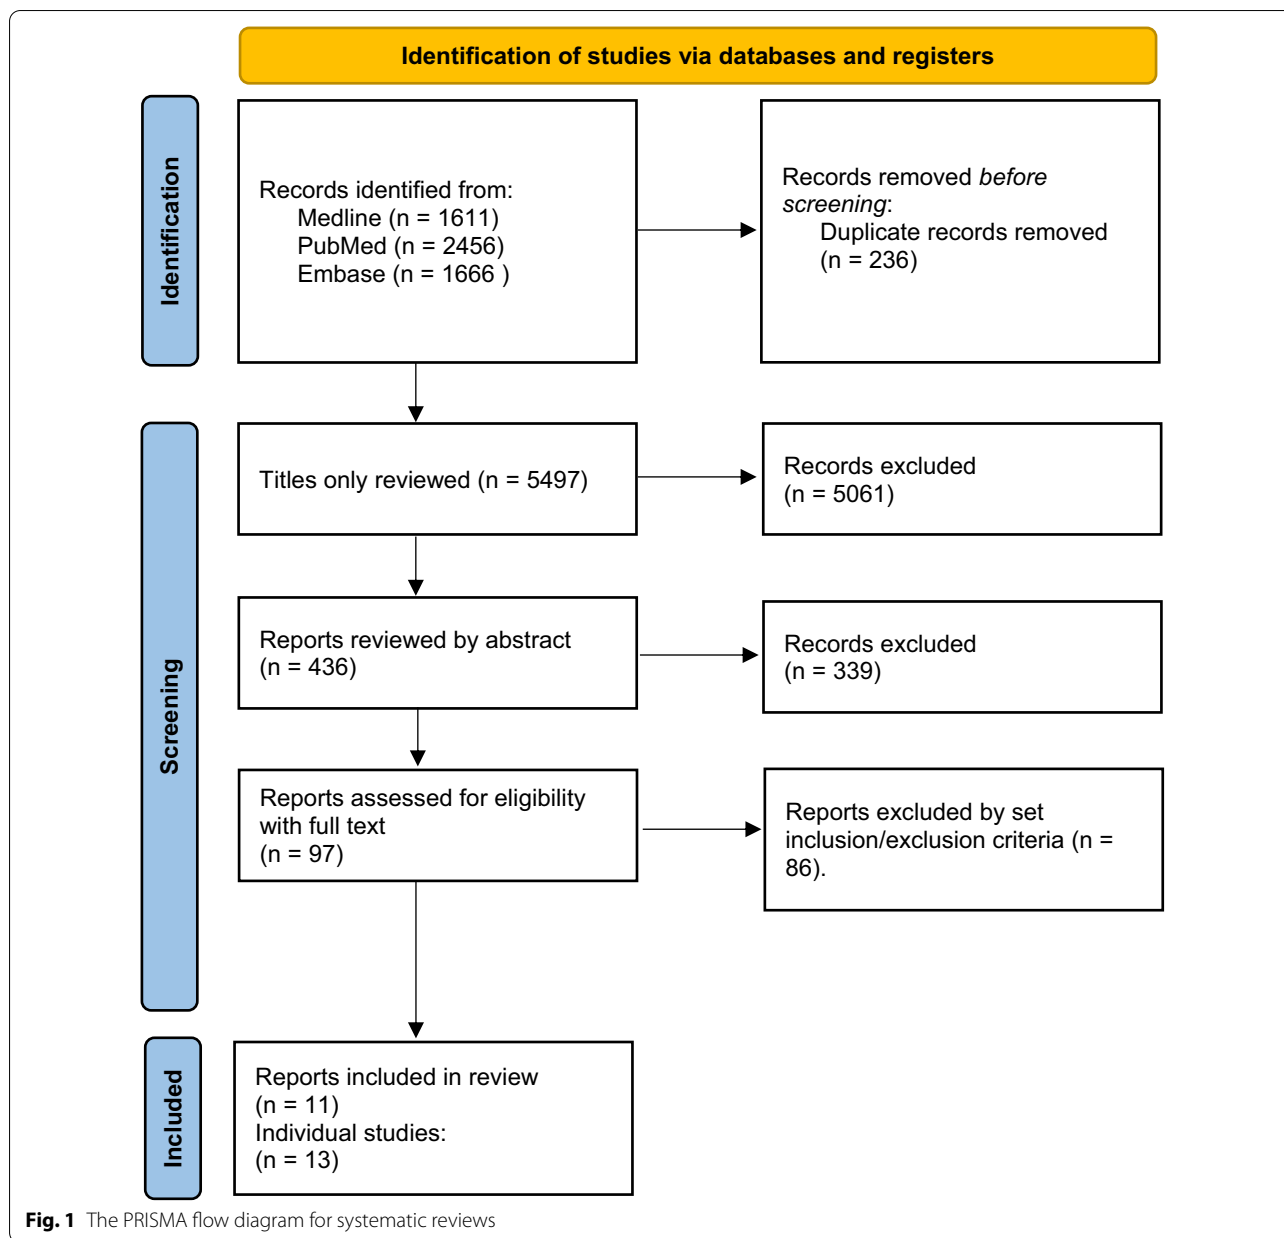 Identification of studies via databases and registers
Identification
Records identified from:
Medline (n = 1611)
PubMed (n = 2456)
Embase (n = 1666 )
Records removed before
screening:
Duplicate records removed
(n = 236)
Screening
Titles only reviewed (n = 5497)
Records excluded
(n = 5061)
Reports reviewed by abstract
(n = 436)
Records excluded
(n = 339)
Reports assessed for eligibility
with full text
(n = 97)
Reports excluded by set
inclusion/exclusion criteria (n =
86).
Included
Reports included in review
(n = 11)
Individual studies:
(n = 13)
Fig. 1 The PRISMA flow diagram for systematic reviews